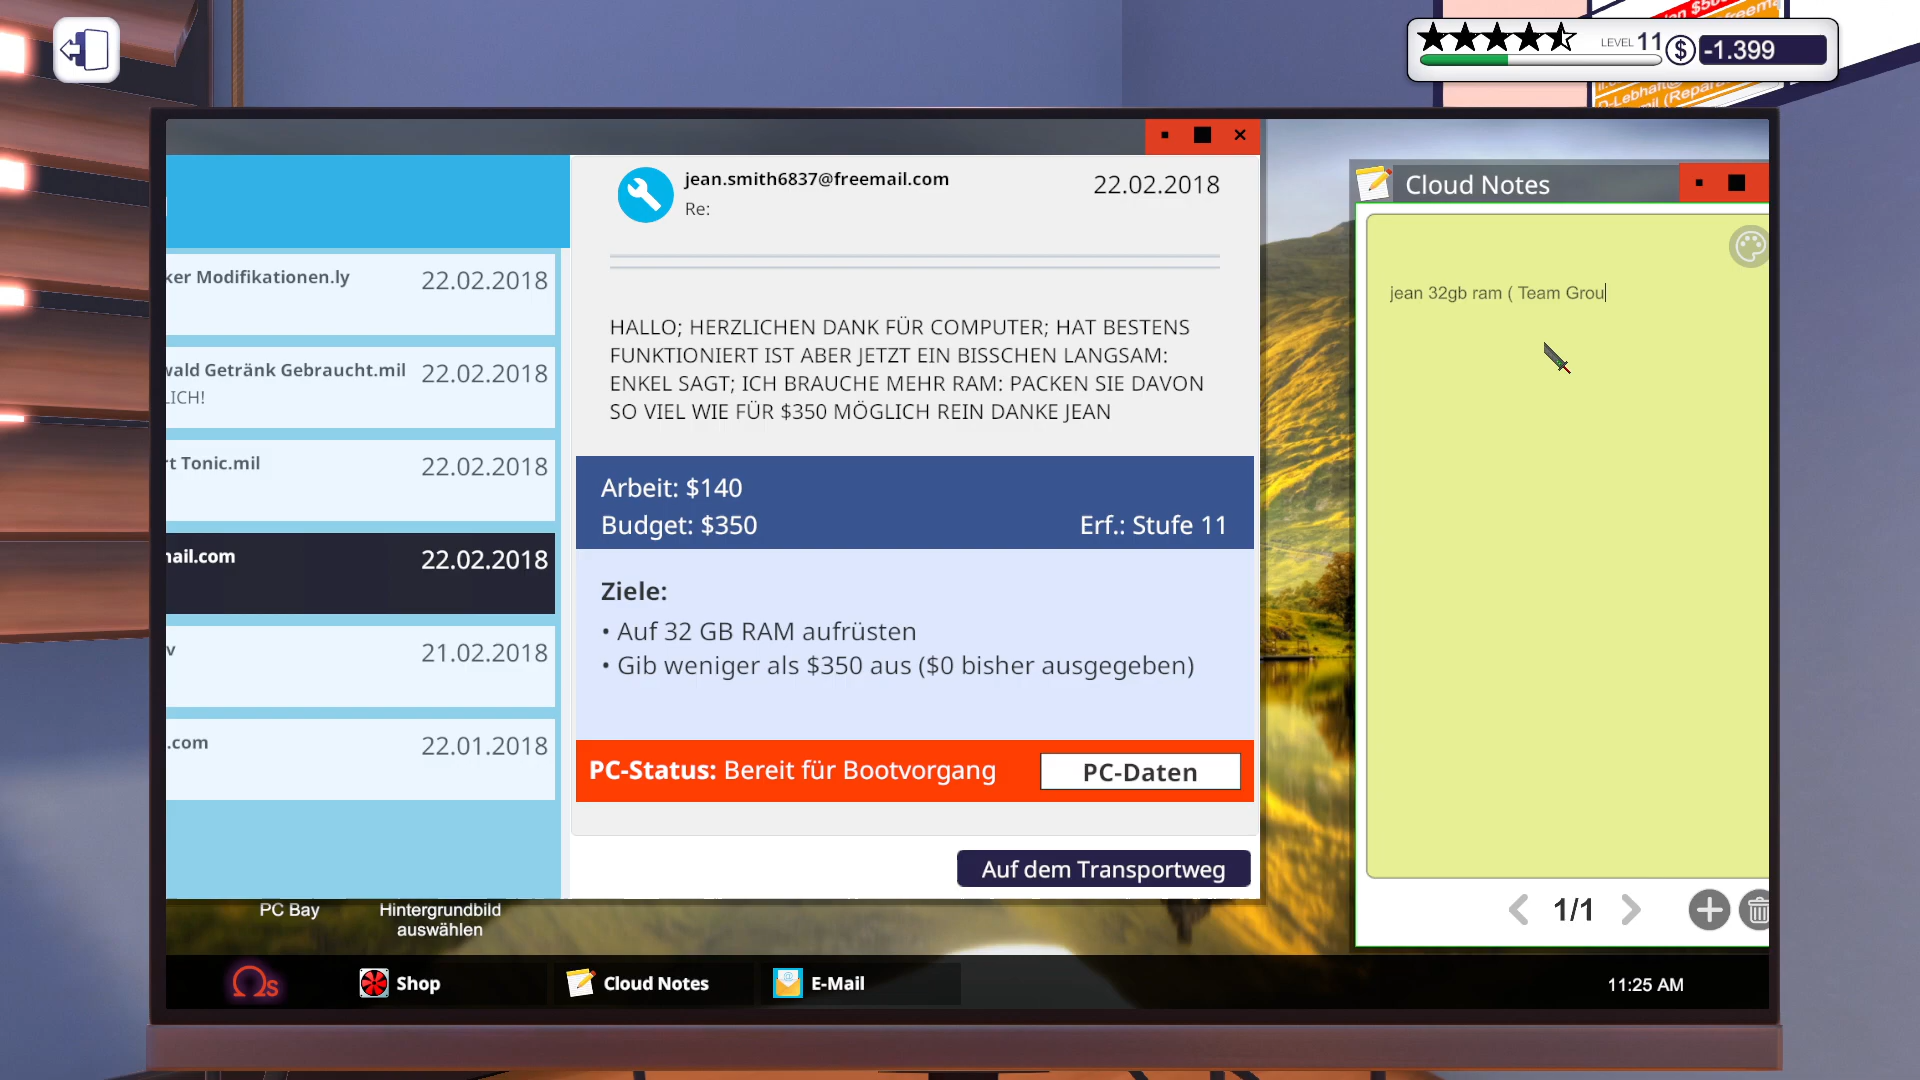 LEVEL 11
-1.399
jean.smith6837@freemail.com
22.02.2018
Re:
Cloud Notes
ker Modifikationen.ly
22.02.2018
wald Getränk Gebraucht.mil
22.02.2018
LICH!
rt Tonic.mil
22.02.2018
nail.com
22.02.2018
v
21.02.2018
.com
22.01.2018
HALLO; HERZLICHEN DANK FÜR COMPUTER; HAT BESTENS
FUNKTIONIERT IST ABER JETZT EIN BISSCHEN LANGSAM:
ENKEL SAGT; ICH BRAUCHE MEHR RAM: PACKEN SIE DAVON
SO VIEL WIE FÜR $350 MÖGLICH REIN DANKE JEAN
Arbeit: $140
Budget: $350
Erf.: Stufe 11
Ziele:
• Auf 32 GB RAM aufrüsten
• Gib weniger als $350 aus ($0 bisher ausgegeben)
PC-Status: Bereit für Bootvorgang
PC-Daten
Auf dem Transportweg
jean 32gb ram ( Team Grou
1/1
PC Bay
Hintergrundbild
auswählen
Ωs
Shop
Cloud Notes
E-Mail
11:25 AM